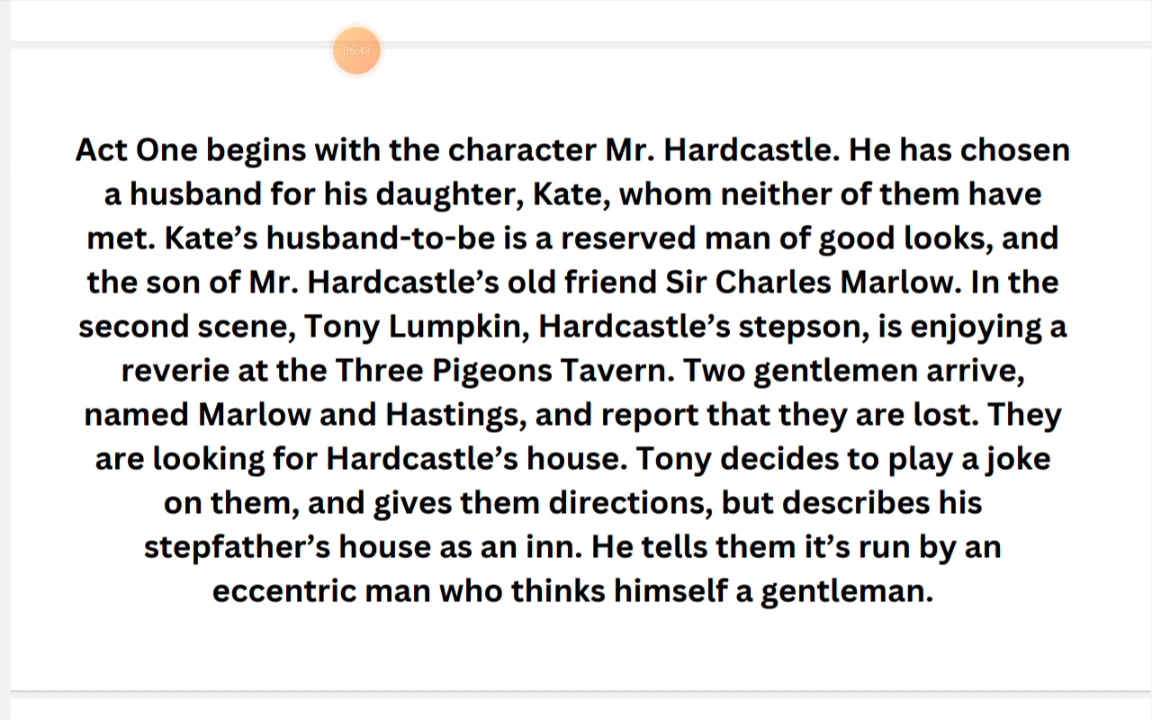 06:48
Act One begins with the character Mr. Hardcastle. He has chosen
a husband for his daughter, Kate, whom neither of them have
met. Kate’s husband-to-be is a reserved man of good looks, and
the son of Mr. Hardcastle’s old friend Sir Charles Marlow. In the
second scene, Tony Lumpkin, Hardcastle’s stepson, is enjoying a
reverie at the Three Pigeons Tavern. Two gentlemen arrive,
named Marlow and Hastings, and report that they are lost. They
are looking for Hardcastle’s house. Tony decides to play a joke
on them, and gives them directions, but describes his
stepfather’s house as an inn. He tells them it’s run by an
eccentric man who thinks himself a gentleman.